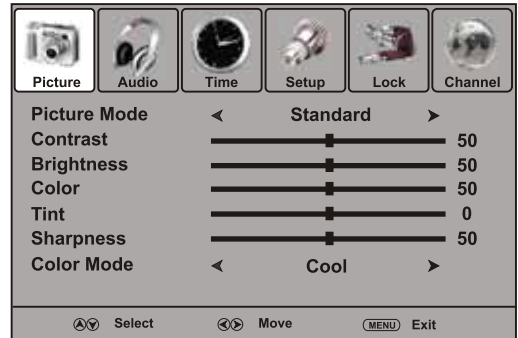 Picture Audio Time Setup Lock Channel
Picture Mode Standard
Contrast 50
Brightness 50
Color 50
Tint 0
Sharpness 50
Color Mode Cool
Select Move MENU Exit